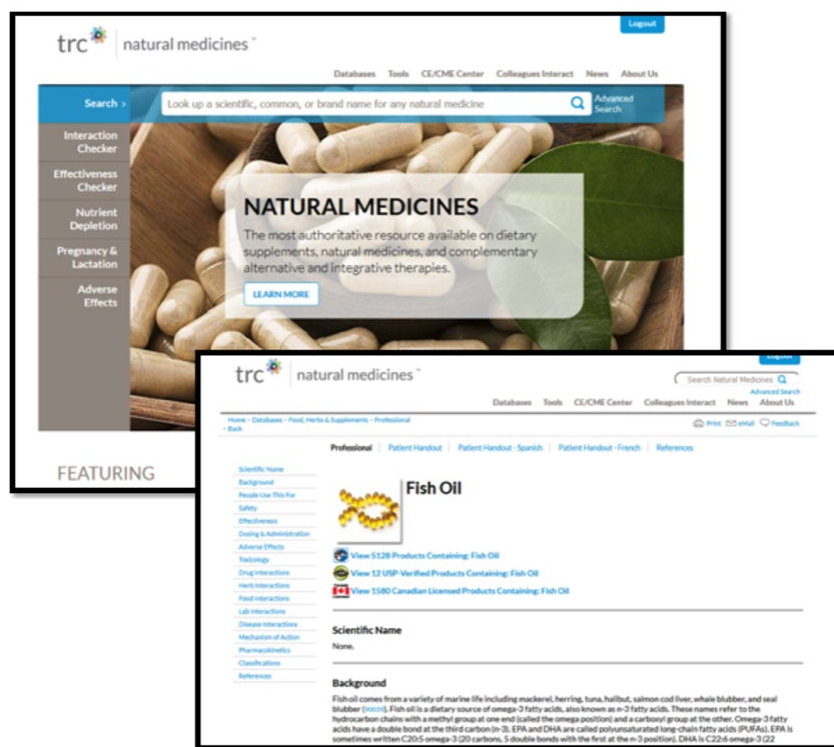 Logout
trc natural medicines™
Databases Tools CE/CME Center Colleagues Interact News About Us
Search >
Look up a scientific, common, or brand name for any natural medicine
Advanced
Search
Interaction
Checker
Effectiveness
Checker
Nutrient
Depletion
Pregnancy &
Lactation
Adverse
Effects
NATURAL MEDICINES
The most authoritative resource available on dietary
supplements, natural medicines, and complementary
alternative and integrative therapies.
LEARN MORE
FEATURING
Logout
trc natural medicines™
Search Natural Medicines
Advanced Search
Databases Tools CE/CME Center Colleagues Interact News About Us
Home - Databases - Food, Herbs & Supplements - Professional
- Back
Print eMail Feedback
Professional | Patient Handout | Patient Handout - Spanish | Patient Handout - French | References
Scientific Name
Background
People Use This For
Safety
Effectiveness
Dosing & Administration
Adverse Effects
Toxicology
Drug Interactions
Herb Interactions
Food Interactions
Lab Interactions
Disease Interactions
Mechanism of Action
Pharmacokinetics
Classifications
References
Fish Oil
View 5128 Products Containing: Fish Oil
View 12 USP-Verified Products Containing: Fish Oil
View 1580 Canadian Licensed Products Containing: Fish Oil
Scientific Name
None.
Background
Fish oil comes from a variety of marine life including mackerel, herring, tuna, halibut, salmon cod liver, whale blubber, and seal
blubber. Fish oil is a dietary source of omega-3 fatty acids, also known as n-3 fatty acids. These names refer to the
hydrocarbon chains with a methyl group at one end (called the omega position) and a carboxyl group at the other. Omega-3 fatty
acids have a double bond at the third carbon (n-3). EPA and DHA are called polyunsaturated long-chain fatty acids (PUFAs). EPA is
sometimes written C20:5 omega-3 (20 carbons, 5 double bonds with the first at the n-3 position). DHA is C22:6 omega-3 (22